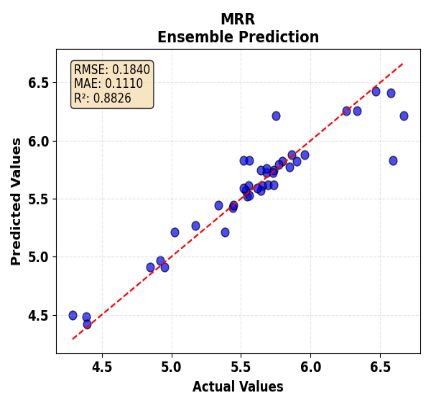 MRR
Ensemble Prediction
RMSE: 0.1840
MAE: 0.1110
R²: 0.8826
6.5
6.0
5.5
5.0
4.5
Predicted Values
4.5 5.0 5.5 6.0 6.5
Actual Values